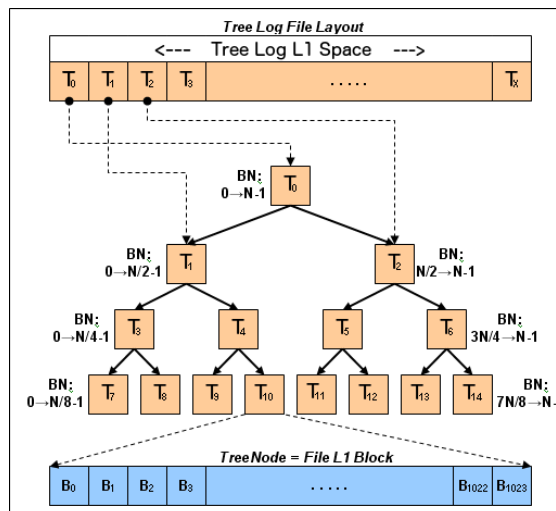 Tree Log File Layout
<--- Tree Log L1 Space --->
T0 T1 T2 T3 ..... TX
BN:
0→N-1
T0
BN:
0→N/2-1
T1
T2
BN:
N/2→N-1
BN:
0→N/4-1
T3
T4
T5
T6
BN:
3N/4→N-1
BN:
0→N/8-1
T7 T8 T9 T10 T11 T12 T13 T14
BN:
7N/8→N-
TreeNode = File L1 Block
B0 B1 B2 B3 ..... B1022 B1023